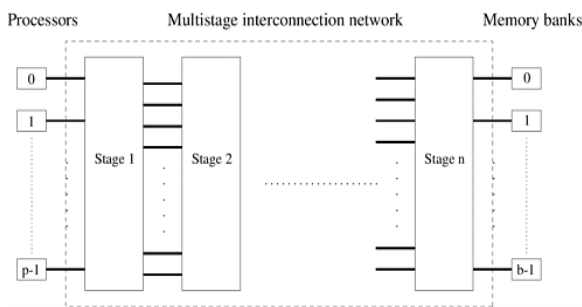 Processors Multistage interconnection network Memory banks
0 0
1 1
Stage 1 Stage 2 Stage n
p-1 b-1